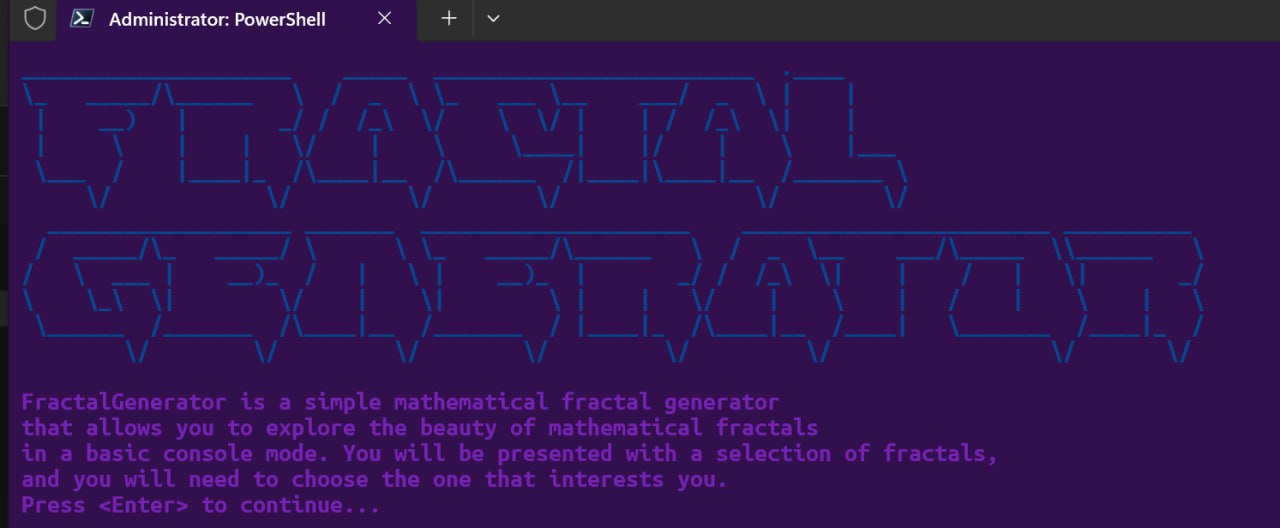 Administrator: PowerShell
FRACTAL
GENERATOR
FractalGenerator is a simple mathematical fractal generator
that allows you to explore the beauty of mathematical fractals
in a basic console mode. You will be presented with a selection of fractals,
and you will need to choose the one that interests you.
Press <Enter> to continue...